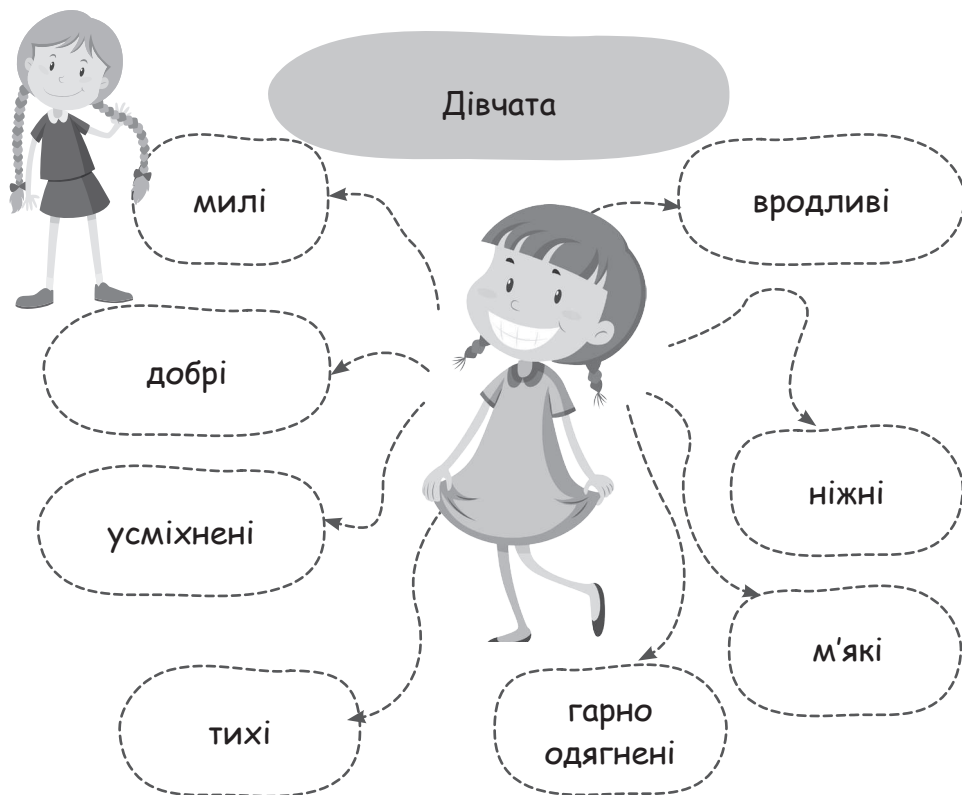 Дівчата
милі
вродливі
добрі
ніжні
усміхнені
м'які
гарно
одягнені
тихі